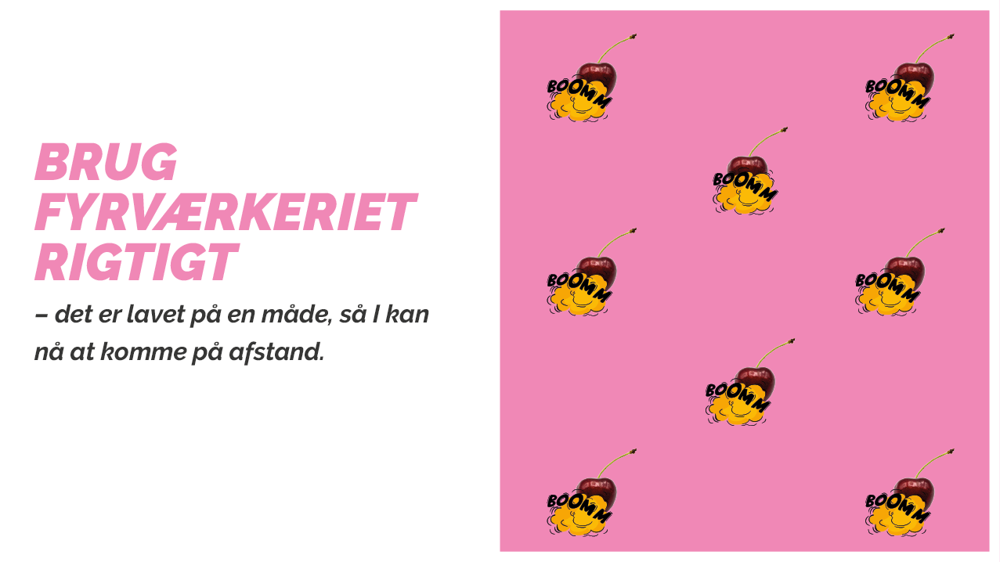 BRUG
FYRVÆRKERIET
RIGTIGT
– det er lavet på en måde, så I kan
nå at komme på afstand.
BOOMM
BOOMM
BOOMM
BOOMM
BOOMM
BOOMM
BOOMM
BOOMM